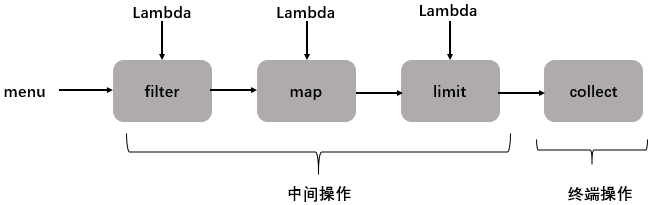 Lambda
Lambda
Lambda
menu
filter
map
limit
collect
中间操作
终端操作